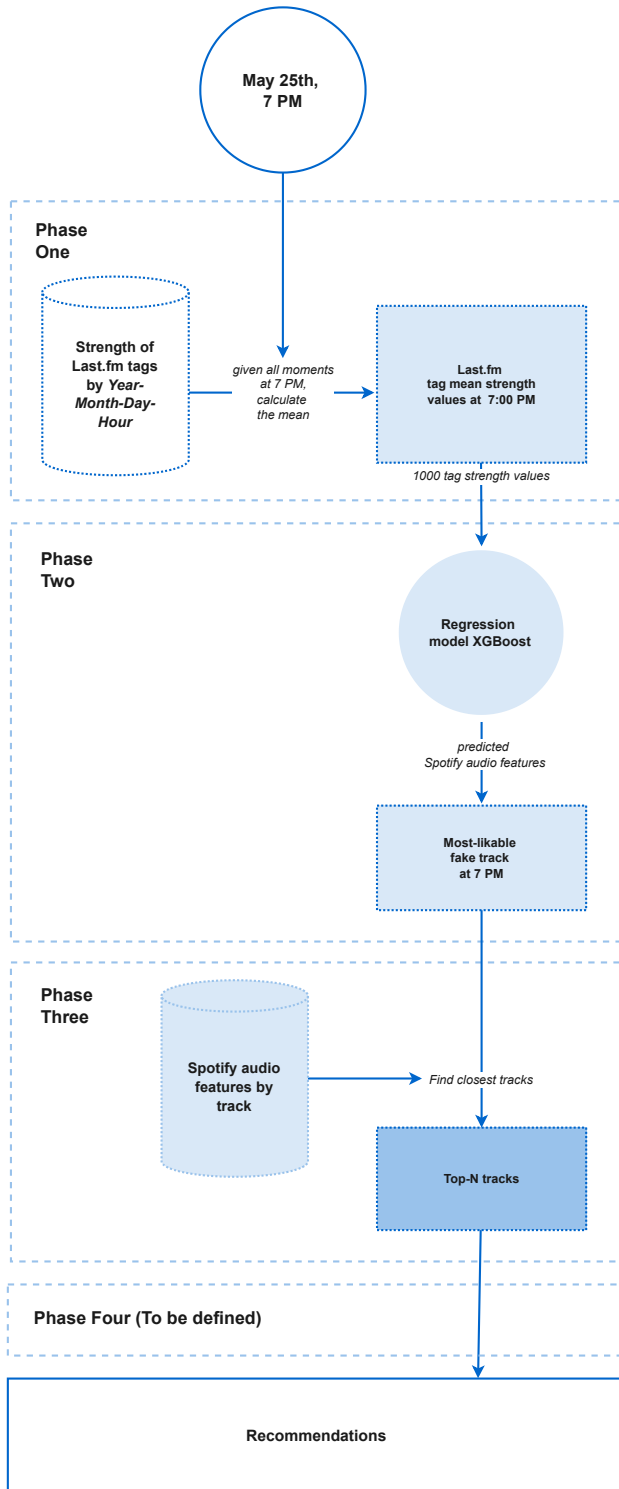 May 25th,
7 PM
Phase
One
Strength of
Last.fm tags
by Year-
Month-Day-
Hour
given all moments
at 7 PM,
calculate
the mean
Last.fm
tag mean strength
values at 7:00 PM
1000 tag strength values
Phase
Two
Regression
model XGBoost
predicted
Spotify audio features
Most-likable
fake track
at 7 PM
Phase
Three
Spotify audio
features by
track
Find closest tracks
Top-N tracks
Phase Four (To be defined)
Recommendations